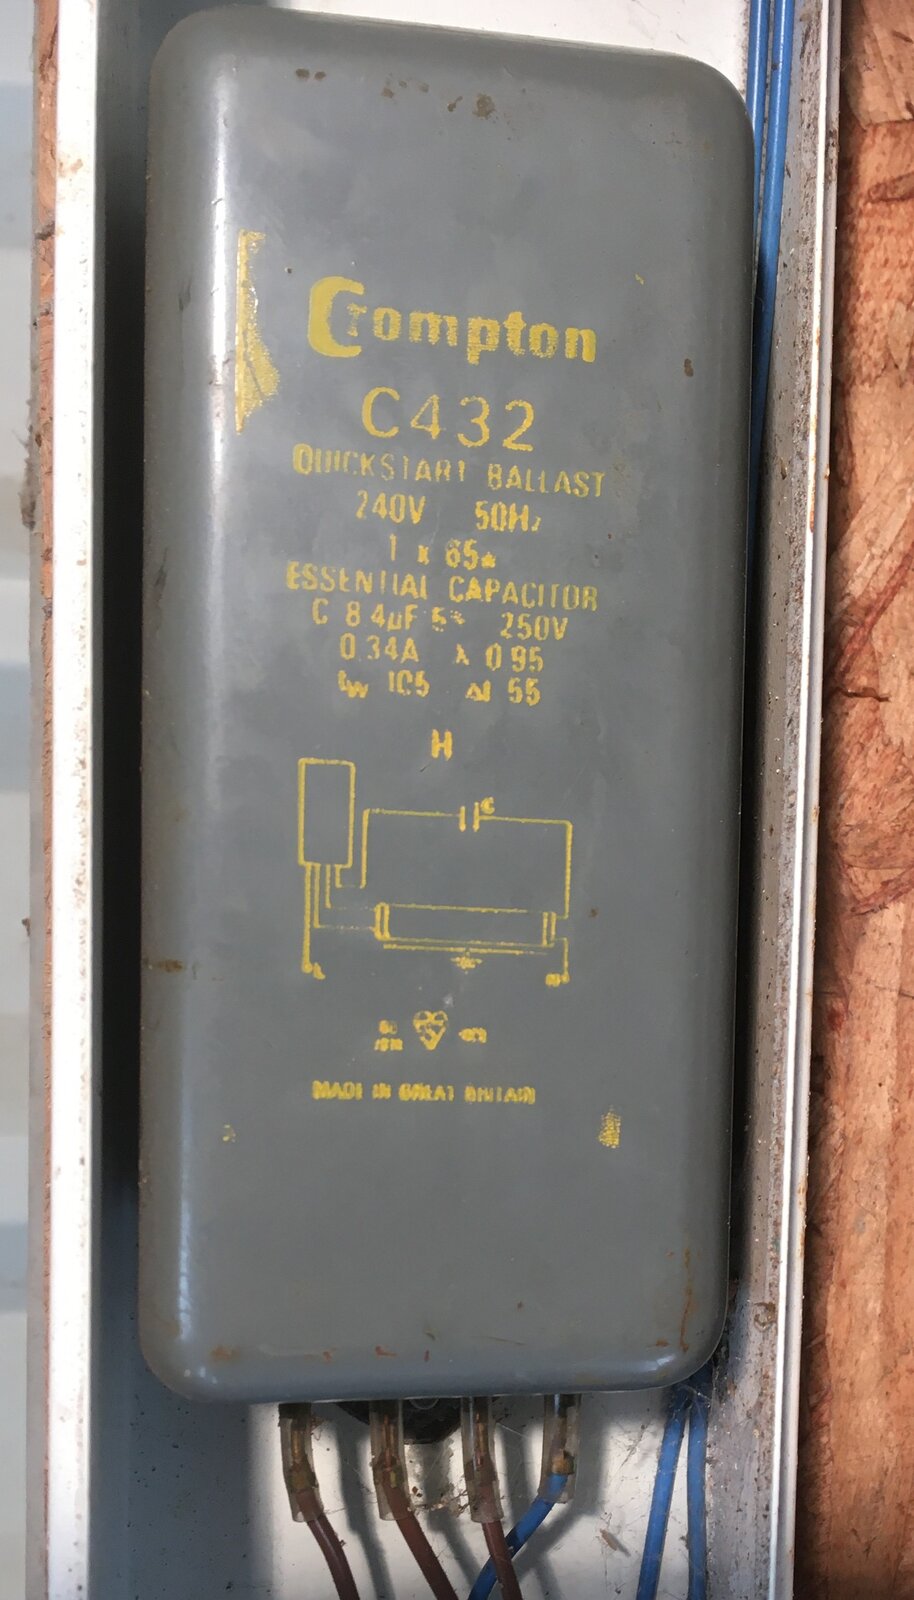 Crompton
C432
QUICKSTART BALLAST
240V 50Hz
1 x 65w
ESSENTIAL CAPACITOR
C 8.4µF 5% 250V
0.34A λ 0.95
tw 105 Δt 55
H
C
L
N
MADE IN GREAT BRITAIN